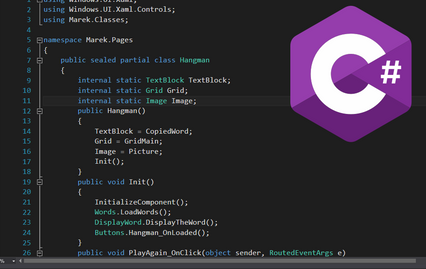 1 using Windows.UI.Xaml;
2 using Windows.UI.Xaml.Controls;
3 using Marek.Classes;
4
5 namespace Marek.Pages
6 {
7 public sealed partial class Hangman
8 {
9 internal static TextBlock TextBlock;
10 internal static Grid Grid;
11 internal static Image Image;
12 public Hangman()
13 {
14 TextBlock = CopiedWord;
15 Grid = GridMain;
16 Image = Picture;
17 Init();
18 }
19 public void Init()
20 {
21 InitializeComponent();
22 Words.LoadWords();
23 DisplayWord.DisplayTheWord();
24 Buttons.Hangman_OnLoaded();
25 }
26 public void PlayAgain_OnClick(object sender, RoutedEventArgs e)
%
C#